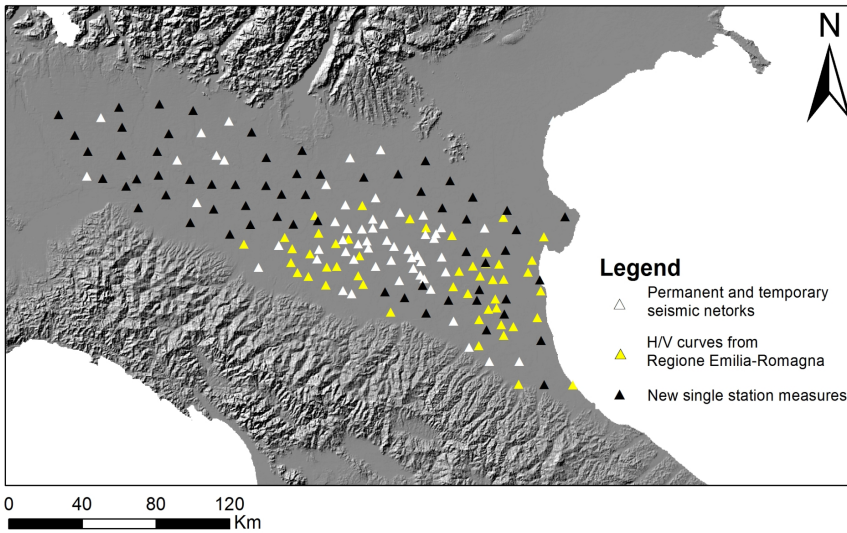 N
Legend
Permanent and temporary
seismic netorks
H/V curves from
Regione Emilia-Romagna
New single station measures
0 40 80 120
Km